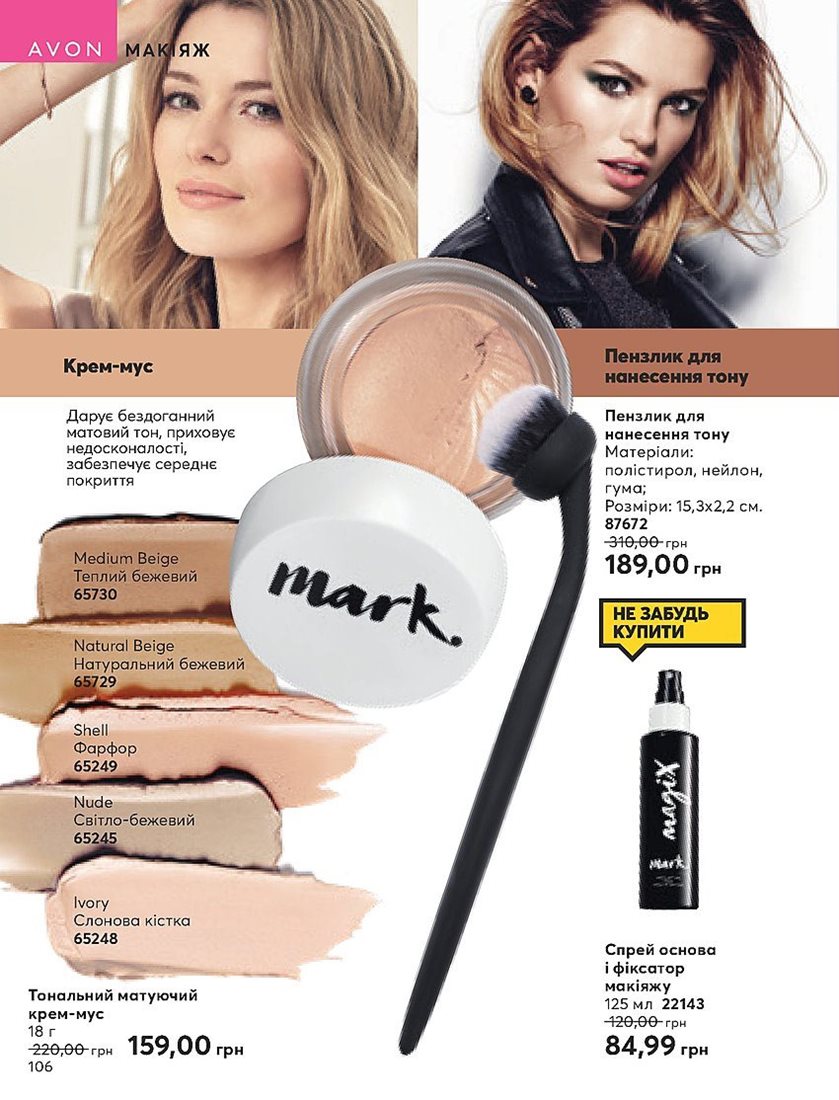 AVON МАКІЯ�ж
Крем-мус
Дарує бездоганний
матовий тон, приховує
недосконалості,
забезпечує середнє
покриття
Medium Beige
Теплий бежевий
65730
Natural Beige
Натуральний бежевий
65729
Shell
Фарфор
65249
Nude
Світло-бежевий
65245
Ivory
Слонова кістка
65248
Тональний матуючий
крем-мус
18 г
220,00 грн 159,00 грн
106
mark.
Пензлик для
нанесення тону
Пензлик для
нанесення тону
Матеріали:
полістирол, нейлон,
гума;
Розміри: 15,3х2,2 см.
87672
310,00 грн
189,00 грн
НЕ ЗАБУДЬ
КУПИТИ
magiX
mark.
Спрей основа
і фіксатор
макіяжу
125 мл 22143
120,00 грн
84,99 грн